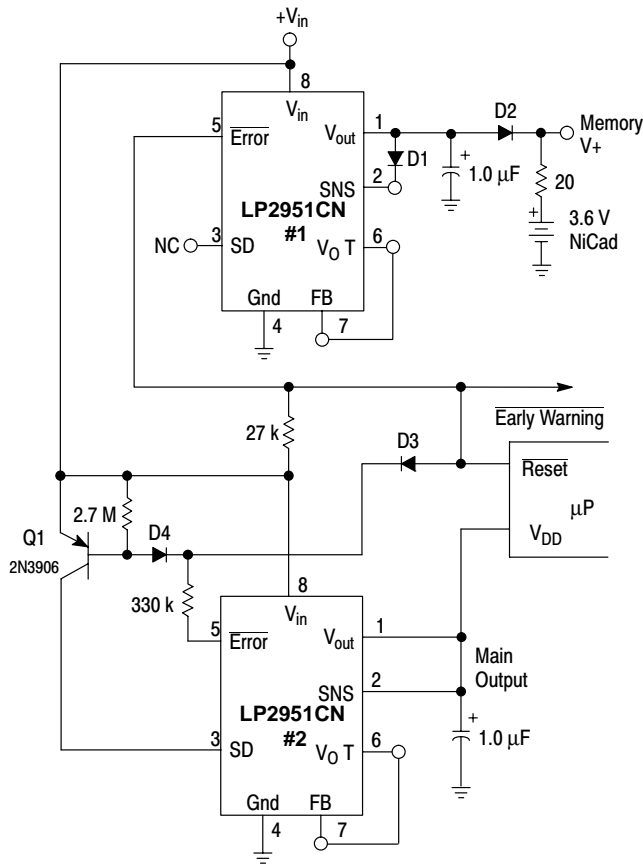 +Vin
8
Vin
5
Error
Vout
1
D2
Memory
V+
D1
SNS
2
+
1.0 µF
20
LP2951CN
#1
NC
3
SD
VO T
6
+
3.6 V
NiCad
Gnd
FB
4
7
Early Warning
27 k
D3
Reset
µP
VDD
2.7 M
D4
Q1
2N3906
330 k
8
Vin
5
Error
Vout
1
Main
Output
SNS
2
LP2951CN
#2
+
1.0 µF
3
SD
VO T
6
Gnd
FB
4
7